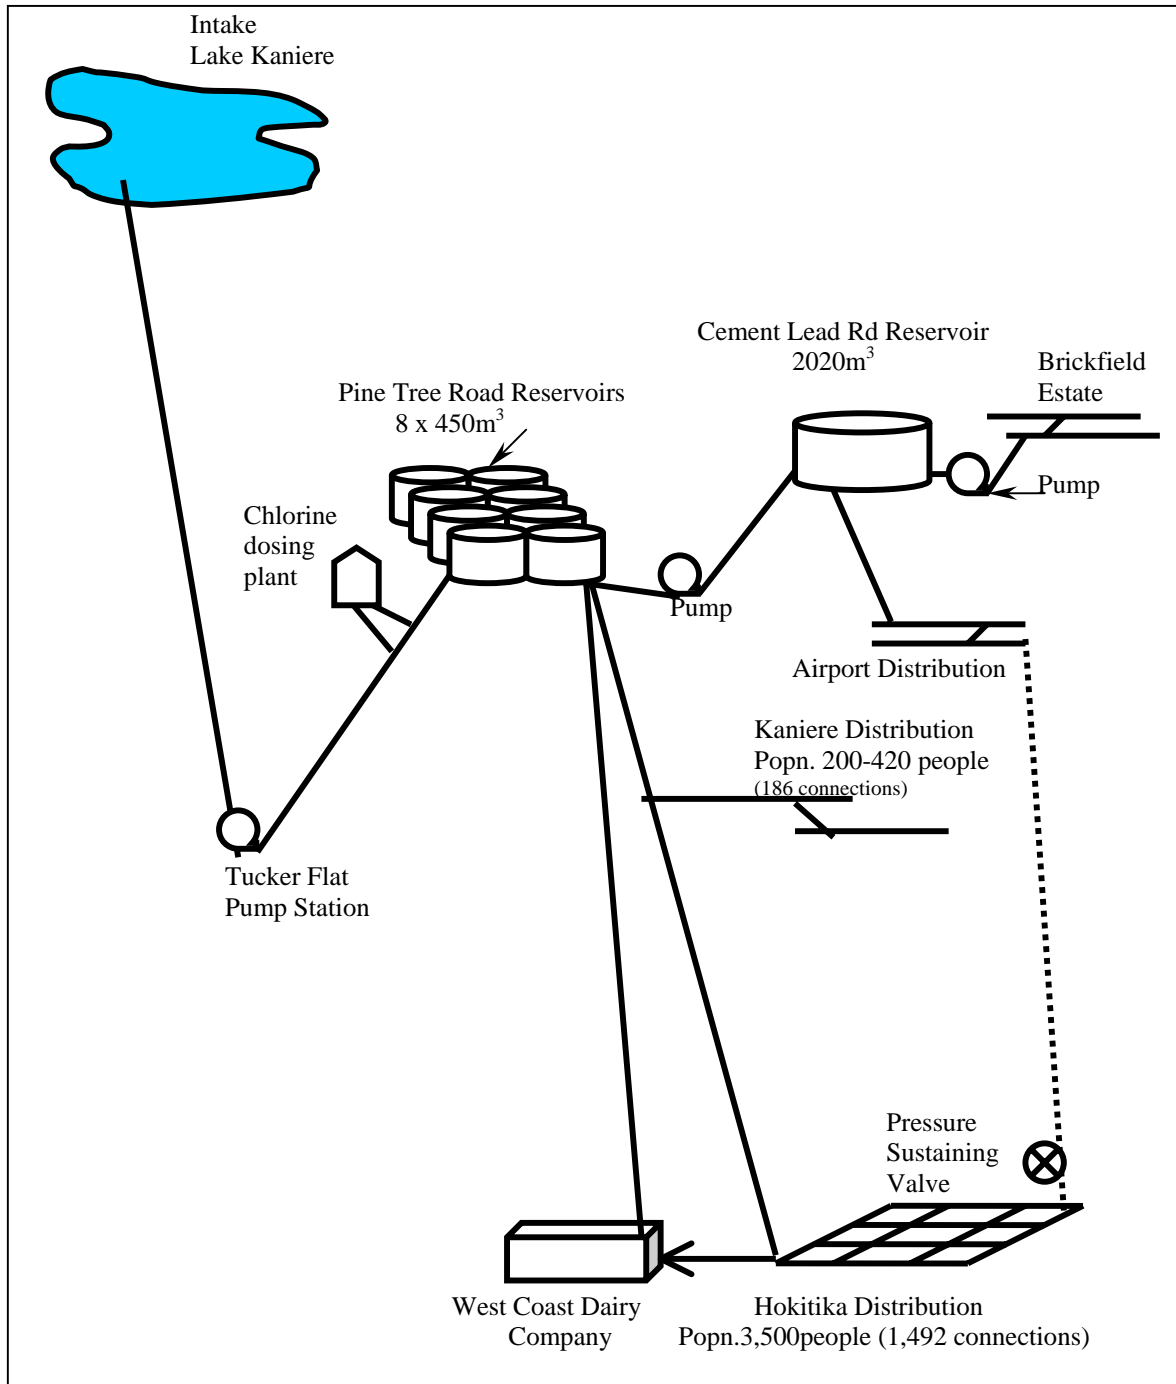 Intake
Lake Kaniere
Cement Lead Rd Reservoir
2020m³
Brickfield
Estate
Pine Tree Road Reservoirs
8 x 450m³
Pump
Chlorine
dosing
plant
Pump
Airport Distribution
Kaniere Distribution
Popn. 200-420 people
(186 connections)
Tucker Flat
Pump Station
Pressure
Sustaining
Valve
West Coast Dairy
Company
Hokitika Distribution
Popn.3,500people (1,492 connections)